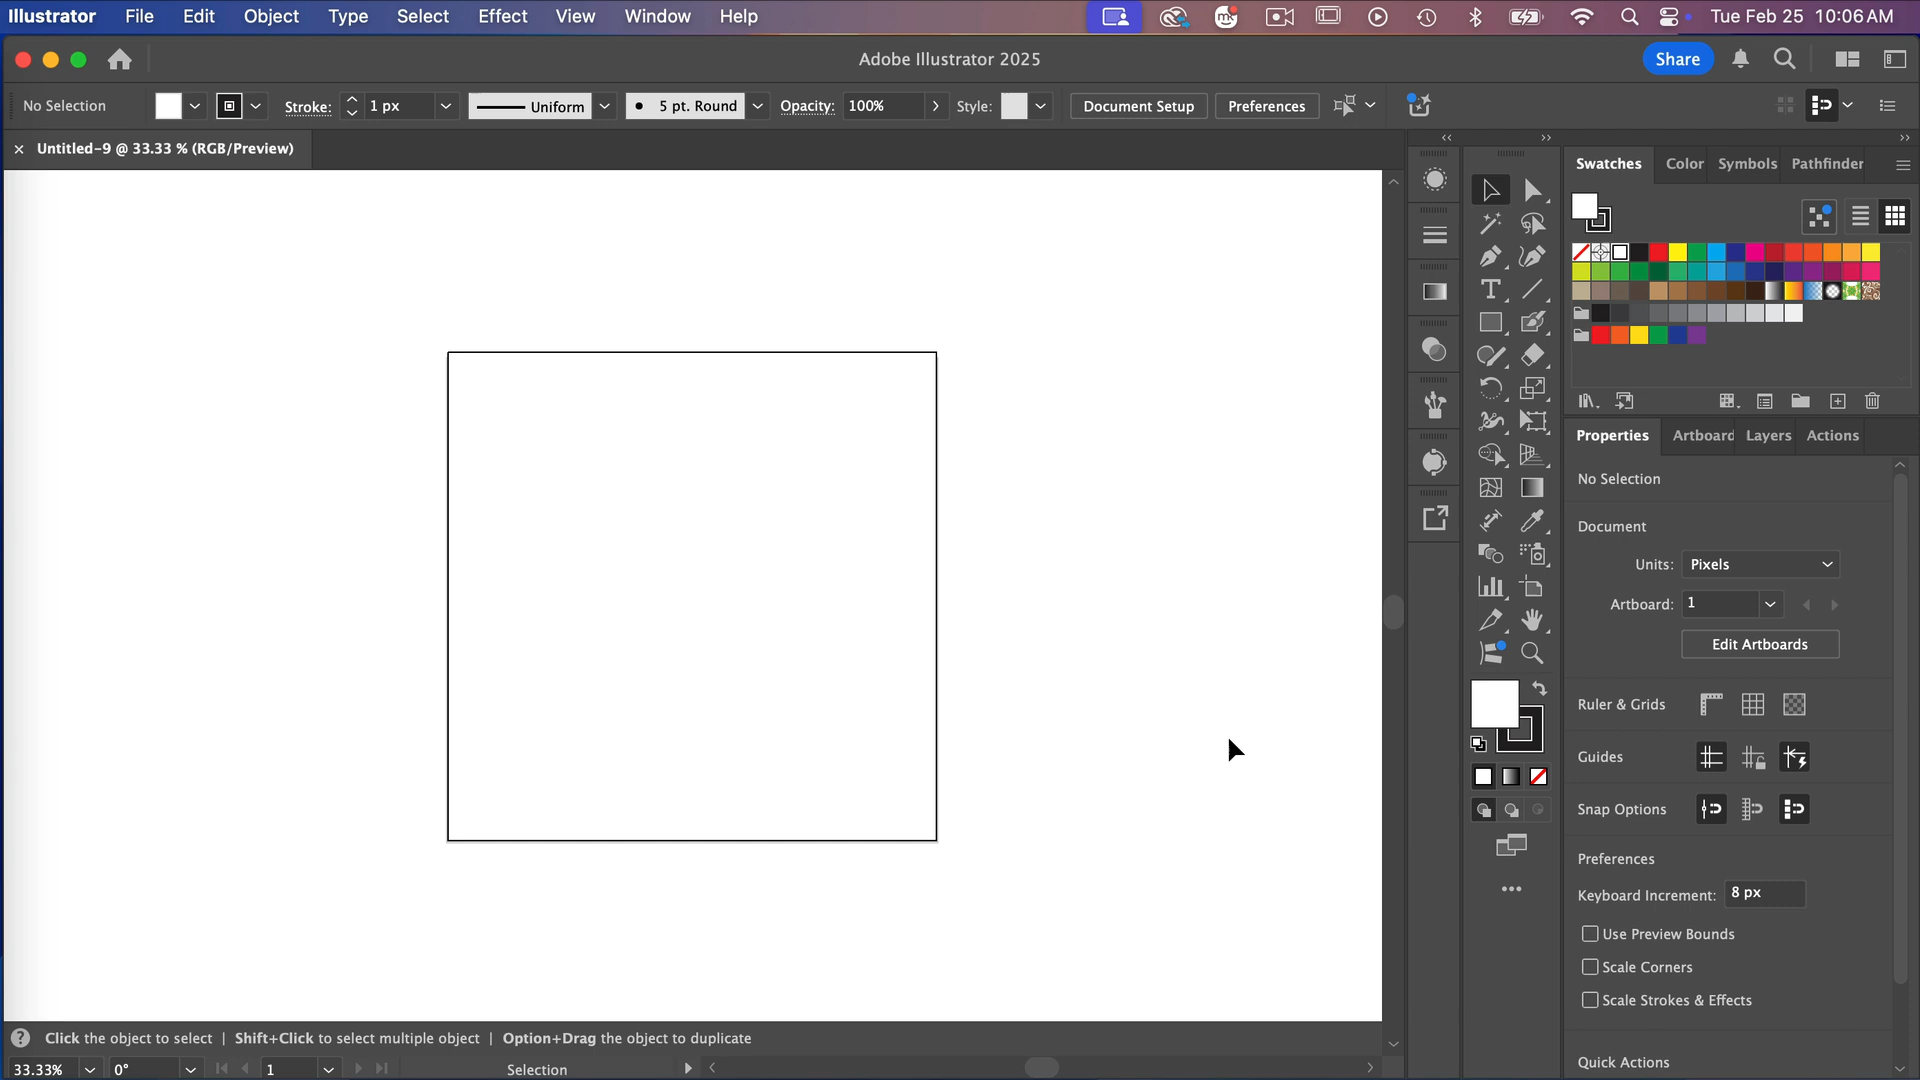 Illustrator File Edit Object Type Select Effect View Window Help Tue Feb 25 10:06 AM
Adobe Illustrator 2025 Share
No Selection Stroke: 1 px Uniform 5 pt. Round Opacity: 100% Style: Document Setup Preferences
Untitled-9 @ 33.33 % (RGB/Preview)
Swatches Color Symbols Pathfinder
Properties Artboard Layers Actions
No Selection
Document
Units: Pixels
Artboard: 1
Edit Artboards
Ruler & Grids
Guides
Snap Options
Preferences
Keyboard Increment: 8 px
Use Preview Bounds
Scale Corners
Scale Strokes & Effects
Quick Actions
Click the object to select | Shift+Click to select multiple object | Option+Drag the object to duplicate
33.33% 0° 1 Selection